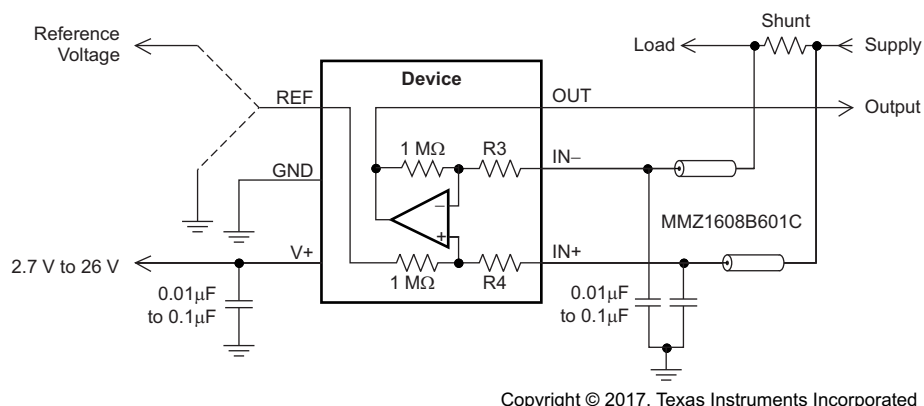 Shunt
Reference
Voltage
Load
Supply
Device
REF
OUT
Output
1 MΩ
R3
IN−
GND
−
+
MMZ1608B601C
V+
IN+
2.7 V to 26 V
1 MΩ
R4
0.01μF
to 0.1μF
0.01μF
to 0.1μF
Copyright © 2017, Texas Instruments Incorporated